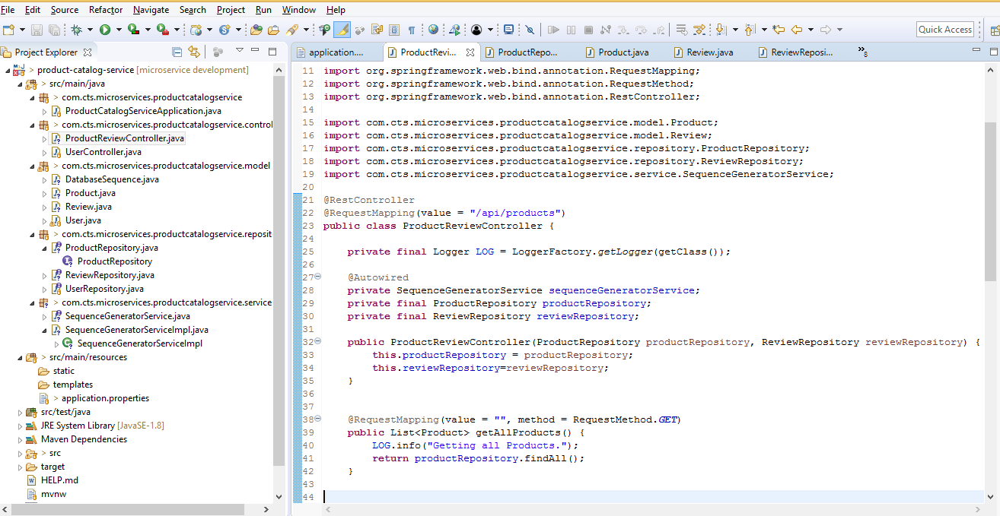 File Edit Source Refactor Navigate Search Project Run Window Help
Quick Access
Project Explorer
application....
ProductRevi...
ProductRepo...
Product.java
Review.java
ReviewReposi...
»8
> product-catalog-service [microservice development]
> src/main/java
> com.cts.microservices.productcatalogservice
ProductCatalogServiceApplication.java
> com.cts.microservices.productcatalogservice.control
ProductReviewController.java
UserController.java
> com.cts.microservices.productcatalogservice.model
DatabaseSequence.java
Product.java
Review.java
User.java
> com.cts.microservices.productcatalogservice.reposit
ProductRepository.java
ProductRepository
ReviewRepository.java
UserRepository.java
> com.cts.microservices.productcatalogservice.service
SequenceGeneratorService.java
SequenceGeneratorServiceImpl.java
SequenceGeneratorServiceImpl
> src/main/resources
static
templates
> application.properties
src/test/java
JRE System Library [JavaSE-1.8]
Maven Dependencies
> src
target
HELP.md
mvnw
11 import org.springframework.web.bind.annotation.RequestMapping;
12 import org.springframework.web.bind.annotation.RequestMethod;
13 import org.springframework.web.bind.annotation.RestController;
14
15 import com.cts.microservices.productcatalogservice.model.Product;
16 import com.cts.microservices.productcatalogservice.model.Review;
17 import com.cts.microservices.productcatalogservice.repository.ProductRepository;
18 import com.cts.microservices.productcatalogservice.repository.ReviewRepository;
19 import com.cts.microservices.productcatalogservice.service.SequenceGeneratorService;
20
21 @RestController
22 @RequestMapping(value = "/api/products")
23 public class ProductReviewController {
24
25 private final Logger LOG = LoggerFactory.getLogger(getClass());
26
27 @Autowired
28 private SequenceGeneratorService sequenceGeneratorService;
29 private final ProductRepository productRepository;
30 private final ReviewRepository reviewRepository;
31
32 public ProductReviewController(ProductRepository productRepository, ReviewRepository reviewRepository) {
33 this.productRepository = productRepository;
34 this.reviewRepository=reviewRepository;
35 }
36
37
38 @RequestMapping(value = "", method = RequestMethod.GET)
39 public List<Product> getAllProducts() {
40 LOG.info("Getting all Products.");
41 return productRepository.findAll();
42 }
43
44